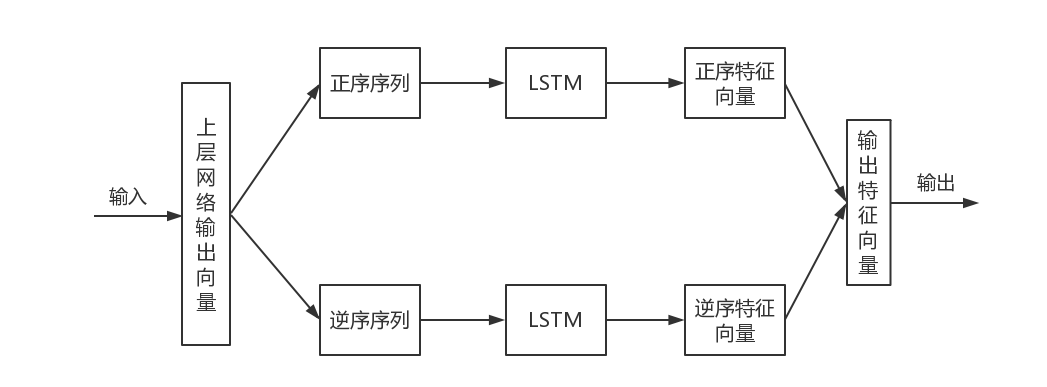 输入
上层网络输出向量
正序序列
LSTM
正序特征
向量
逆序序列
LSTM
逆序特征
向量
输出特征向量
输出